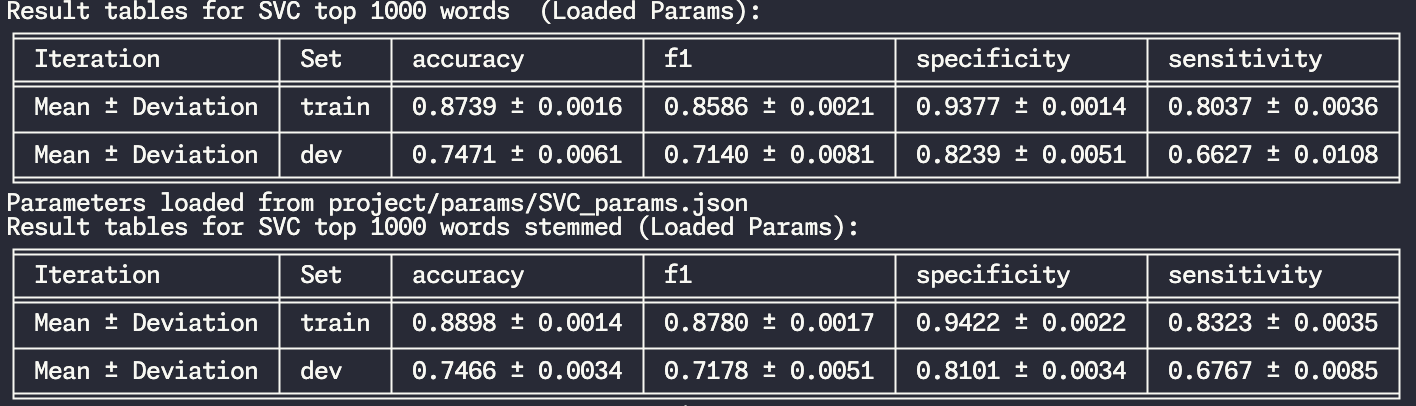 Result tables for SVC top 1000 words  (Loaded Params):
Iteration Set accuracy f1 specificity sensitivity
Mean ± Deviation train 0.8739 ± 0.0016 0.8586 ± 0.0021 0.9377 ± 0.0014 0.8037 ± 0.0036
Mean ± Deviation dev 0.7471 ± 0.0061 0.7140 ± 0.0081 0.8239 ± 0.0051 0.6627 ± 0.0108
Parameters loaded from project/params/SVC_params.json
Result tables for SVC top 1000 words stemmed (Loaded Params):
Iteration Set accuracy f1 specificity sensitivity
Mean ± Deviation train 0.8898 ± 0.0014 0.8780 ± 0.0017 0.9422 ± 0.0022 0.8323 ± 0.0035
Mean ± Deviation dev 0.7466 ± 0.0034 0.7178 ± 0.0051 0.8101 ± 0.0034 0.6767 ± 0.0085